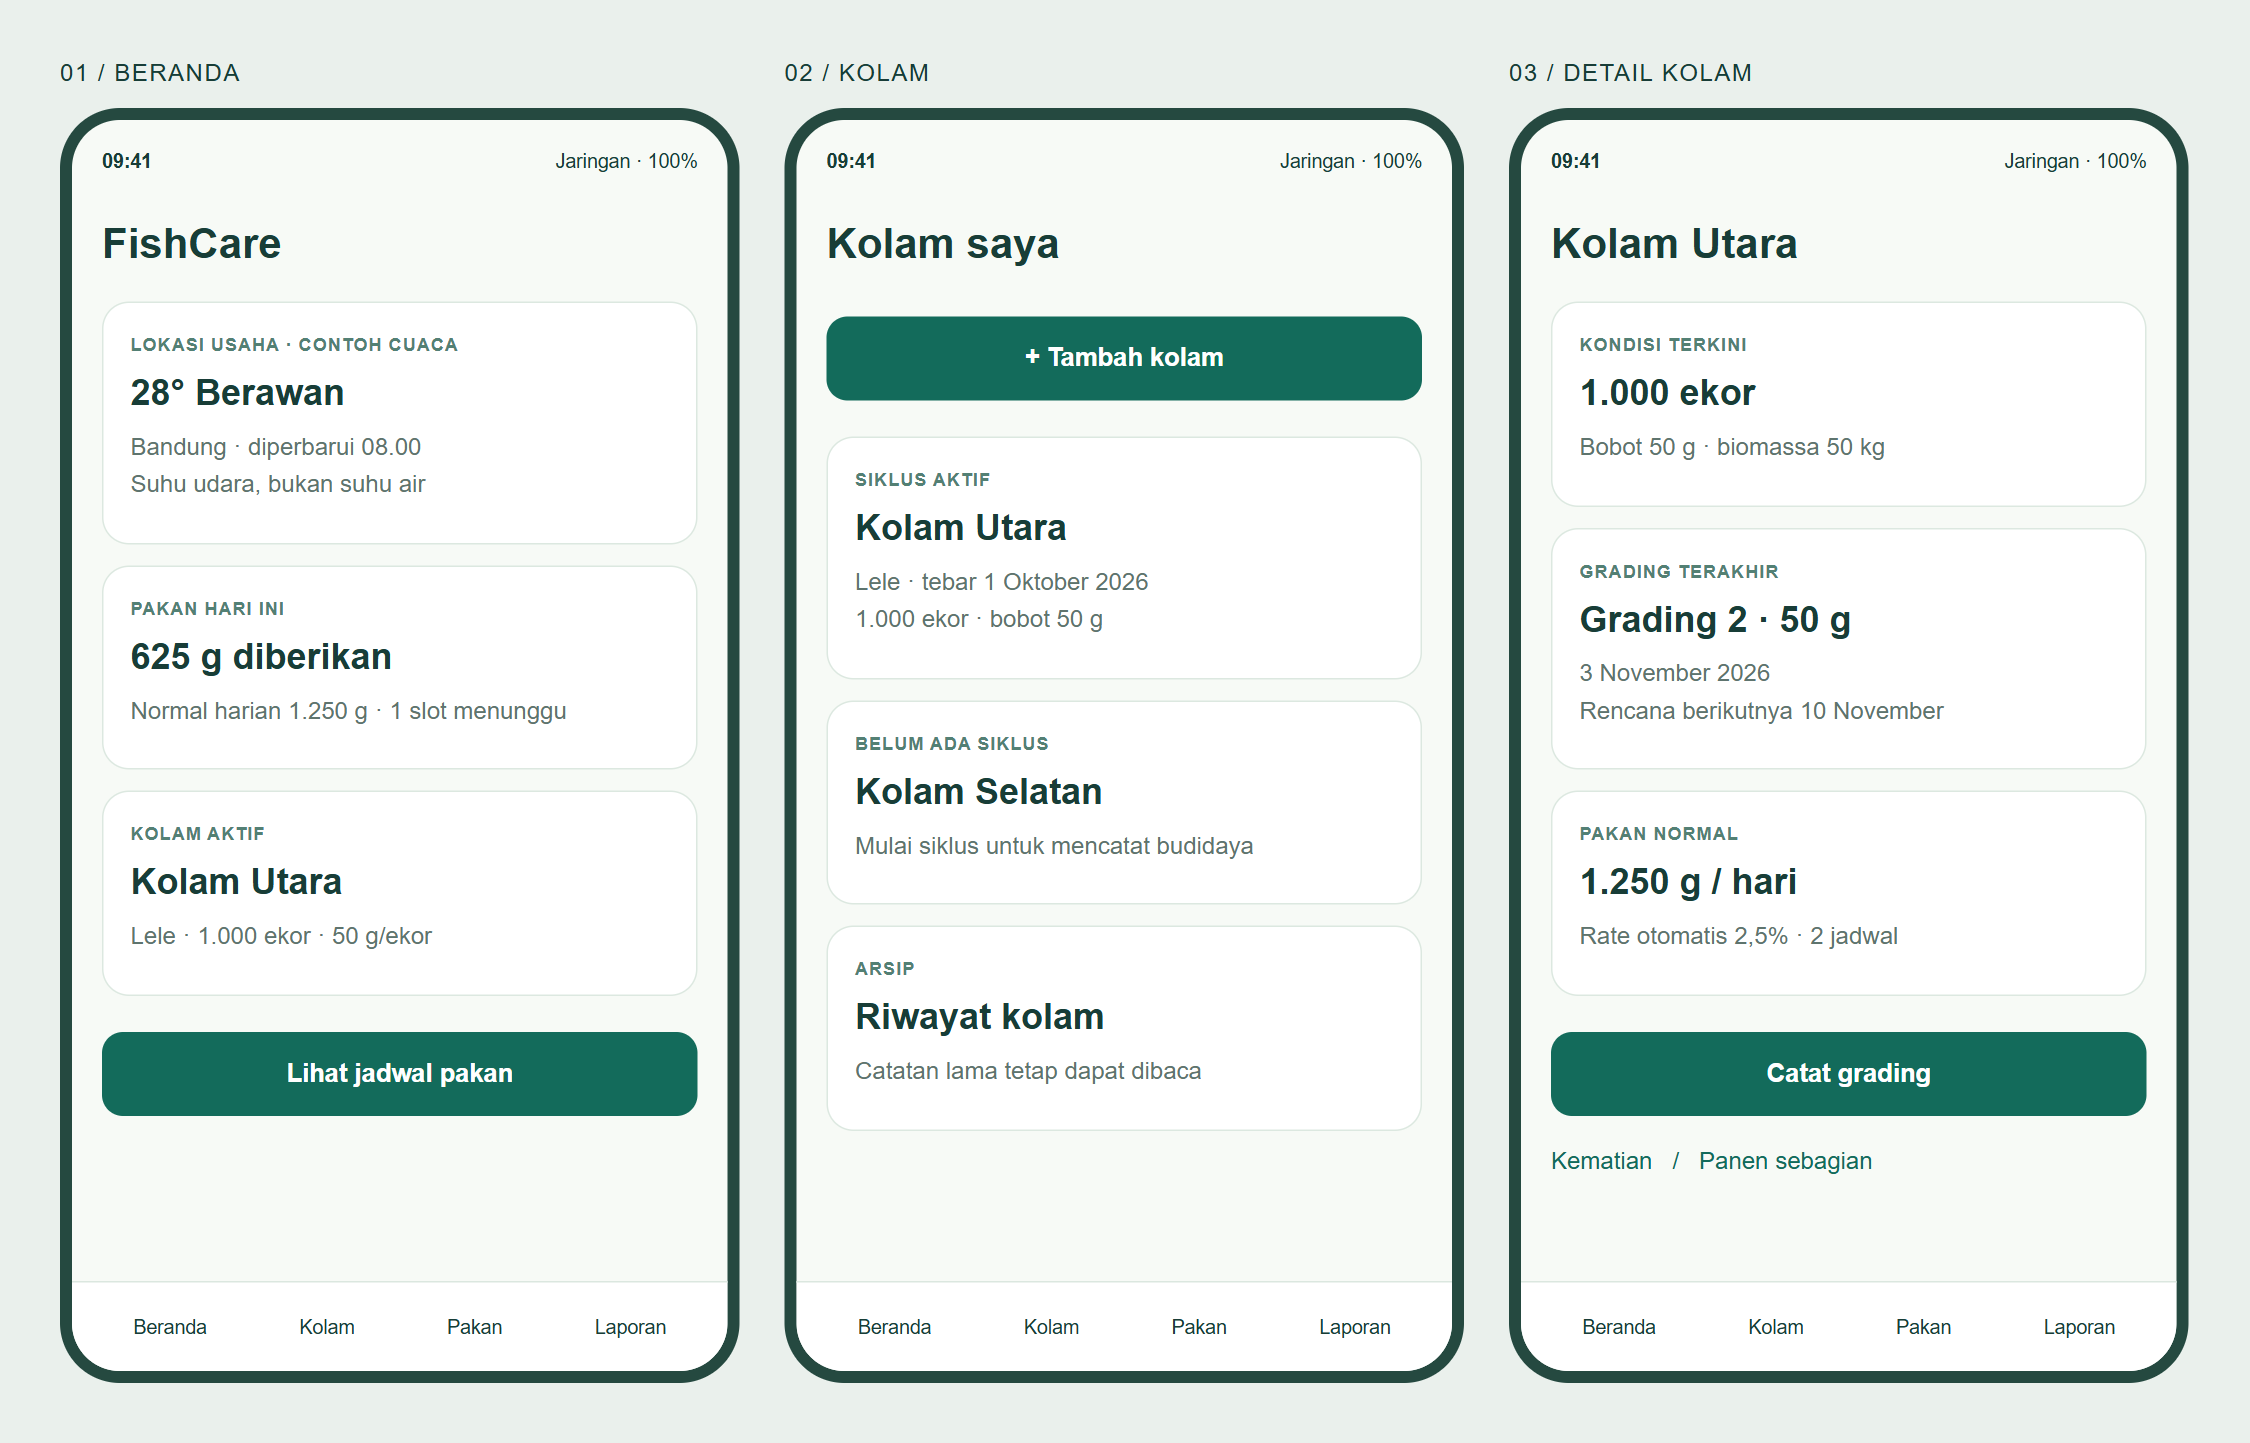 01 / BERANDA
09:41
Jaringan · 100%
FishCare
LOKASI USAHA · CONTOH CUACA
28° Berawan
Bandung · diperbarui 08.00
Suhu udara, bukan suhu air
PAKAN HARI INI
625 g diberikan
Normal harian 1.250 g · 1 slot menunggu
KOLAM AKTIF
Kolam Utara
Lele · 1.000 ekor · 50 g/ekor
Lihat jadwal pakan
Beranda Kolam Pakan Laporan
02 / KOLAM
09:41
Jaringan · 100%
Kolam saya
+ Tambah kolam
SIKLUS AKTIF
Kolam Utara
Lele · tebar 1 Oktober 2026
1.000 ekor · bobot 50 g
BELUM ADA SIKLUS
Kolam Selatan
Mulai siklus untuk mencatat budidaya
ARSIP
Riwayat kolam
Catatan lama tetap dapat dibaca
Beranda Kolam Pakan Laporan
03 / DETAIL KOLAM
09:41
Jaringan · 100%
Kolam Utara
KONDISI TERKINI
1.000 ekor
Bobot 50 g · biomassa 50 kg
GRADING TERAKHIR
Grading 2 · 50 g
3 November 2026
Rencana berikutnya 10 November
PAKAN NORMAL
1.250 g / hari
Rate otomatis 2,5% · 2 jadwal
Catat grading
Kematian / Panen sebagian
Beranda Kolam Pakan Laporan